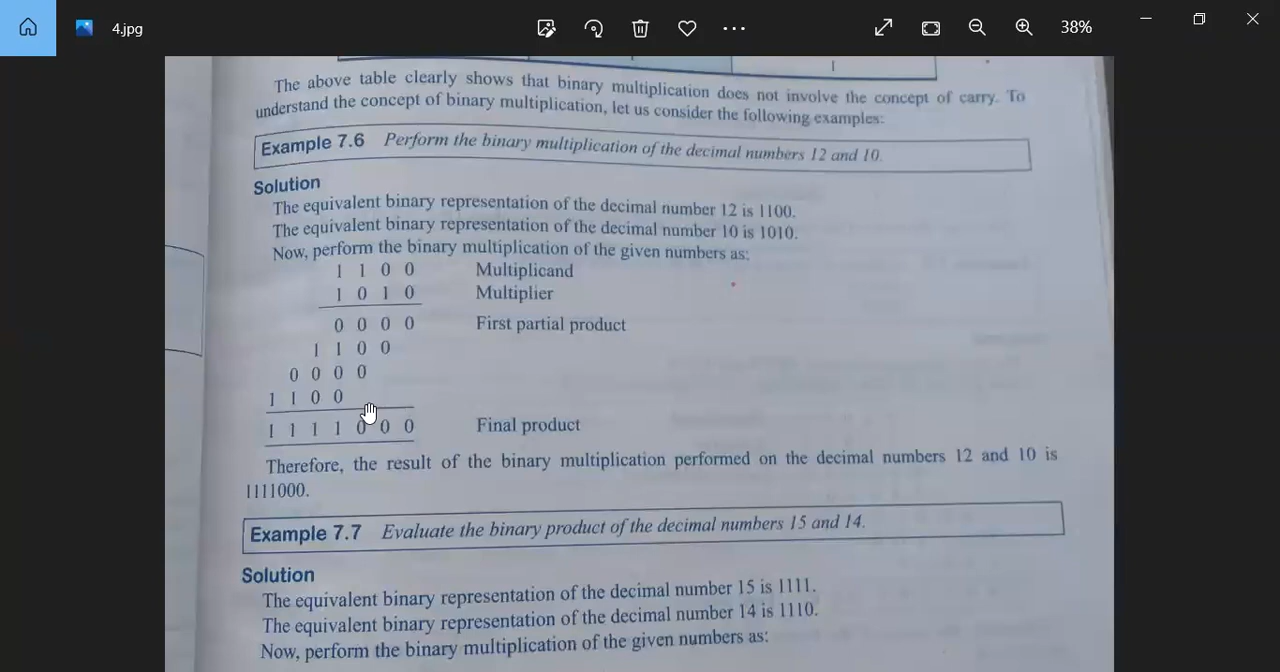 4.jpg
38%
The above table clearly shows that binary multiplication does not involve the concept of carry. To
understand the concept of binary multiplication, let us consider the following examples:
Example 7.6 Perform the binary multiplication of the decimal numbers 12 and 10.
Solution
The equivalent binary representation of the decimal number 12 is 1100.
The equivalent binary representation of the decimal number 10 is 1010.
Now, perform the binary multiplication of the given numbers as:
1 1 0 0 Multiplicand
1 0 1 0 Multiplier
0 0 0 0 First partial product
1 1 0 0
0 0 0 0
1 1 0 0
1 1 1 1 0 0 0 Final product
Therefore, the result of the binary multiplication performed on the decimal numbers 12 and 10 is
1111000.
Example 7.7 Evaluate the binary product of the decimal numbers 15 and 14.
Solution
The equivalent binary representation of the decimal number 15 is 1111.
The equivalent binary representation of the decimal number 14 is 1110.
Now, perform the binary multiplication of the given numbers as: